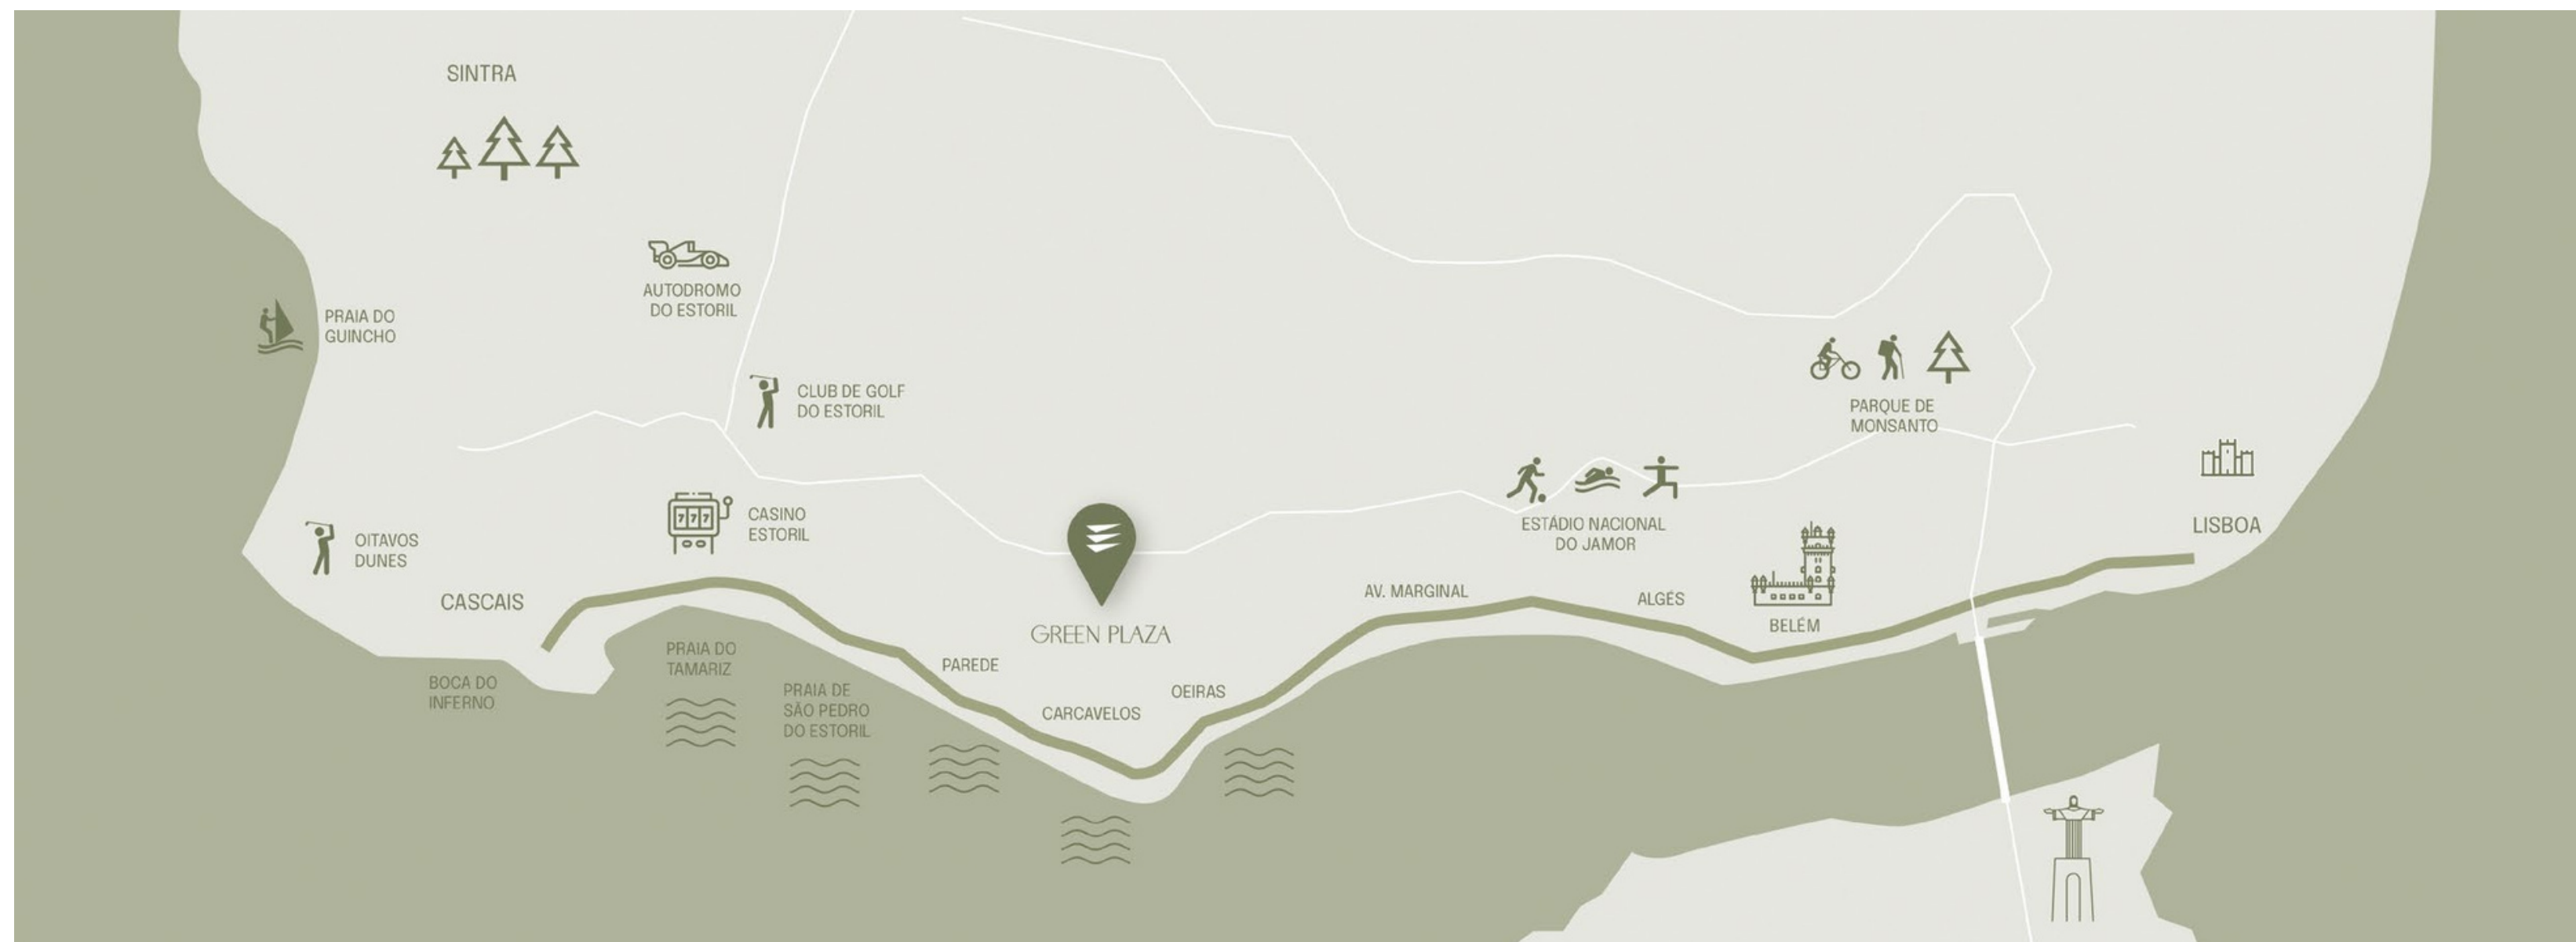 SINTRA
AUTODROMO
DO ESTORIL
PRAIA DO
GUINCHO
CLUB DE GOLF
DO ESTORIL
PARQUE DE
MONSANTO
OITAVOS
DUNES
777
CASINO
ESTORIL
ESTÁDIO NACIONAL
DO JAMOR
LISBOA
CASCAIS
AV. MARGINAL
ALGÉS
BELÉM
GREEN PLAZA
PRAIA DO
TAMARIZ
PAREDE
BOCA DO
INFERNO
PRAIA DE
SÃO PEDRO
DO ESTORIL
OEIRAS
CARCAVELOS